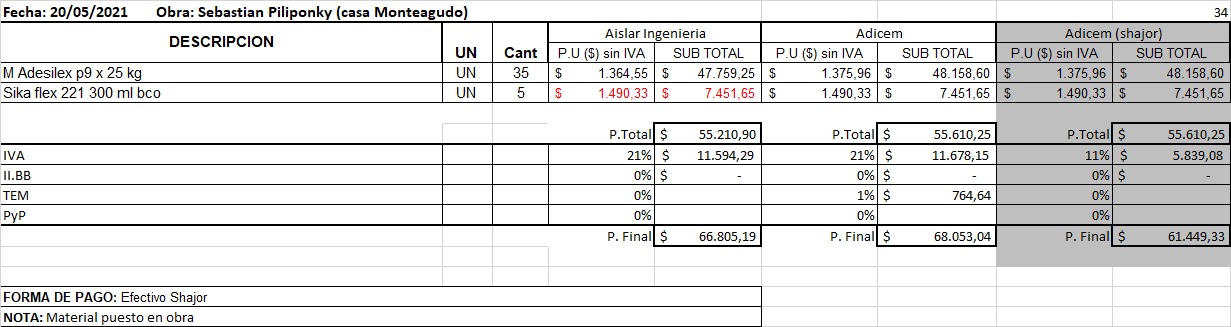 Fecha: 20/05/2021 Obra: Sebastian Piliponky (casa Monteagudo) 34
DESCRIPCION UN Cant Aislar Ingenieria Adicem Adicem (shajor)
P.U ($) sin IVA SUB TOTAL P.U ($) sin IVA SUB TOTAL P.U ($) sin IVA SUB TOTAL
M Adesilex p9 x 25 kg UN 35 $ 1.364,55 $ 47.759,25 $ 1.375,96 $ 48.158,60 $ 1.375,96 $ 48.158,60
Sika flex 221 300 ml bco UN 5 $ 1.490,33 $ 7.451,65 $ 1.490,33 $ 7.451,65 $ 1.490,33 $ 7.451,65
P.Total $ 55.210,90 P.Total $ 55.610,25 P.Total $ 55.610,25
IVA 21% $ 11.594,29 21% $ 11.678,15 11% $ 5.839,08
II.BB 0% $ - 0% $ - 0% $ -
TEM 0% 1% $ 764,64 0%
PyP 0% 0% 0%
P. Final $ 66.805,19 P. Final $ 68.053,04 P. Final $ 61.449,33
FORMA DE PAGO: Efectivo Shajor
NOTA: Material puesto en obra